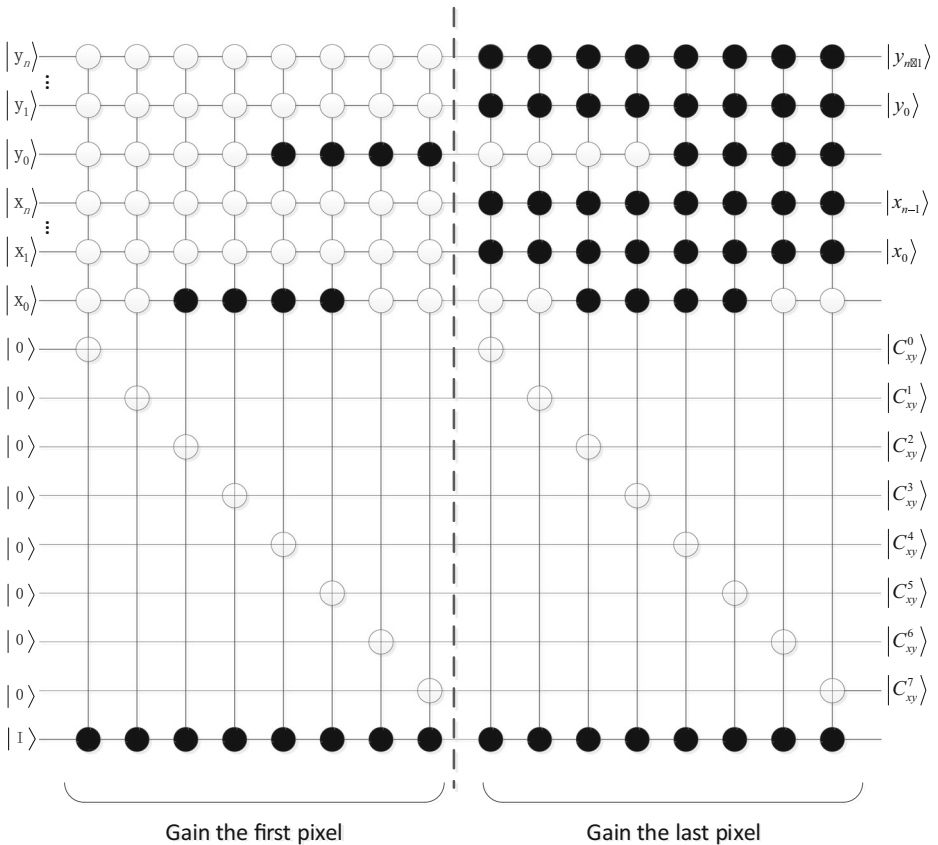 |y_n⟩ |y_{n⊠1}⟩
⋮
|y_1⟩ |y_0⟩
|y_0⟩
|x_n⟩ |x_{n−1}⟩
⋮
|x_1⟩ |x_0⟩
|x_0⟩
|0⟩ |C_{xy}^0⟩
|0⟩ |C_{xy}^1⟩
|0⟩ |C_{xy}^2⟩
|0⟩ |C_{xy}^3⟩
|0⟩ |C_{xy}^4⟩
|0⟩ |C_{xy}^5⟩
|0⟩ |C_{xy}^6⟩
|0⟩ |C_{xy}^7⟩
|I⟩
Gain the first pixel Gain the last pixel